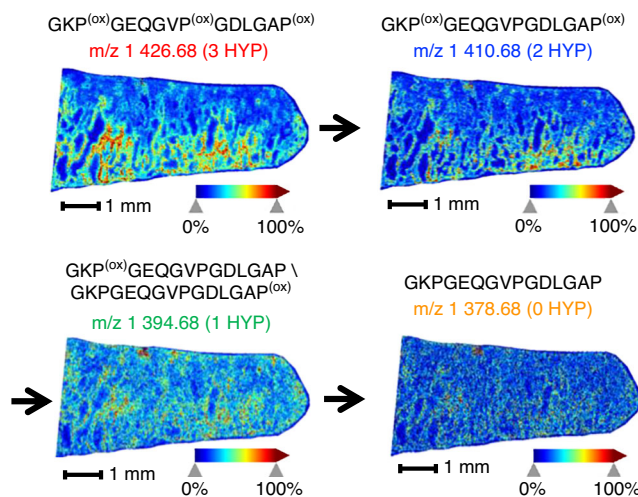 GKP(ox)GEQGVP(ox)GDLGAP(ox)
m/z 1 426.68 (3 HYP)
1 mm
0%
100%
GKP(ox)GEQGVPGDLGAP(ox)
m/z 1 410.68 (2 HYP)
1 mm
0%
100%
GKP(ox)GEQGVPGDLGAP \
GKPGEQGVPGDLGAP(ox)
m/z 1 394.68 (1 HYP)
1 mm
0%
100%
GKPGEQGVPGDLGAP
m/z 1 378.68 (0 HYP)
1 mm
0%
100%